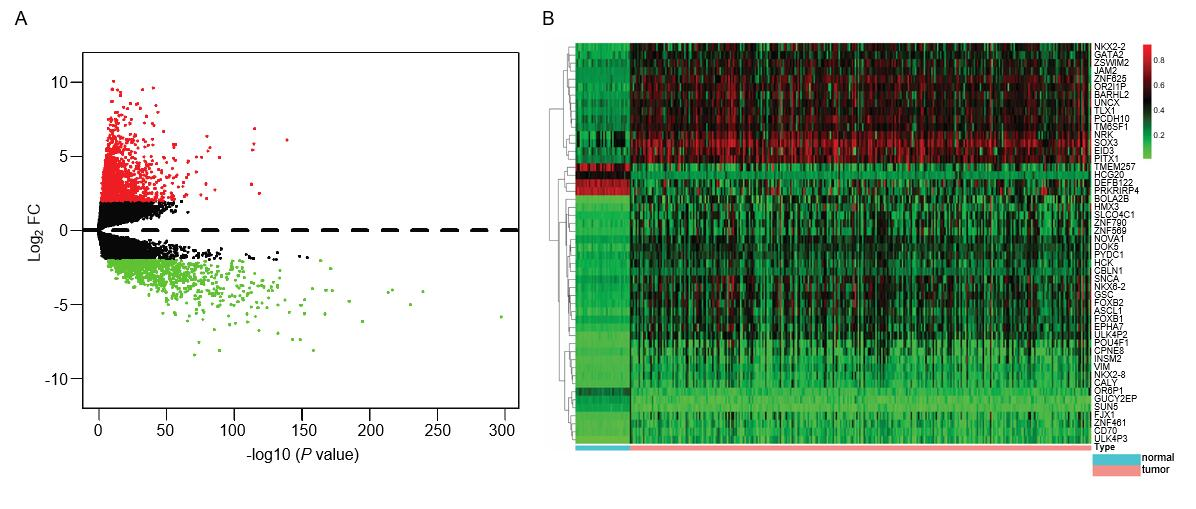 A
B
10
5
0
-5
-10
Log2 FC
0
50
100
150
200
250
300
-log10 (P value)
NKX2-2
GATA2
ZSWIM2
JAM2
ZNF625
OR2I1P
BARHL2
UNCX
TLX1
PCDH10
TM6SF1
NRK
SOX3
EID3
PITX1
TMEM257
HCG20
DEFB122
PRKRIRP4
BOLA2B
HMX3
SLCO4C1
ZNF790
ZNF569
NOVA1
DOK5
PYDC1
HCK
CBLN1
SNCA
NKX6-2
GSC
FOXB2
ASCL1
FOXB1
EPHA7
ULK4P2
POU4F1
CPNE8
INSM2
VIM
NKX2-8
CALY
OR6P1
GUCY2EP
SUN5
FJX1
ZNF461
CD70
ULK4P3
Type
0.8
0.6
0.4
0.2
normal
tumor